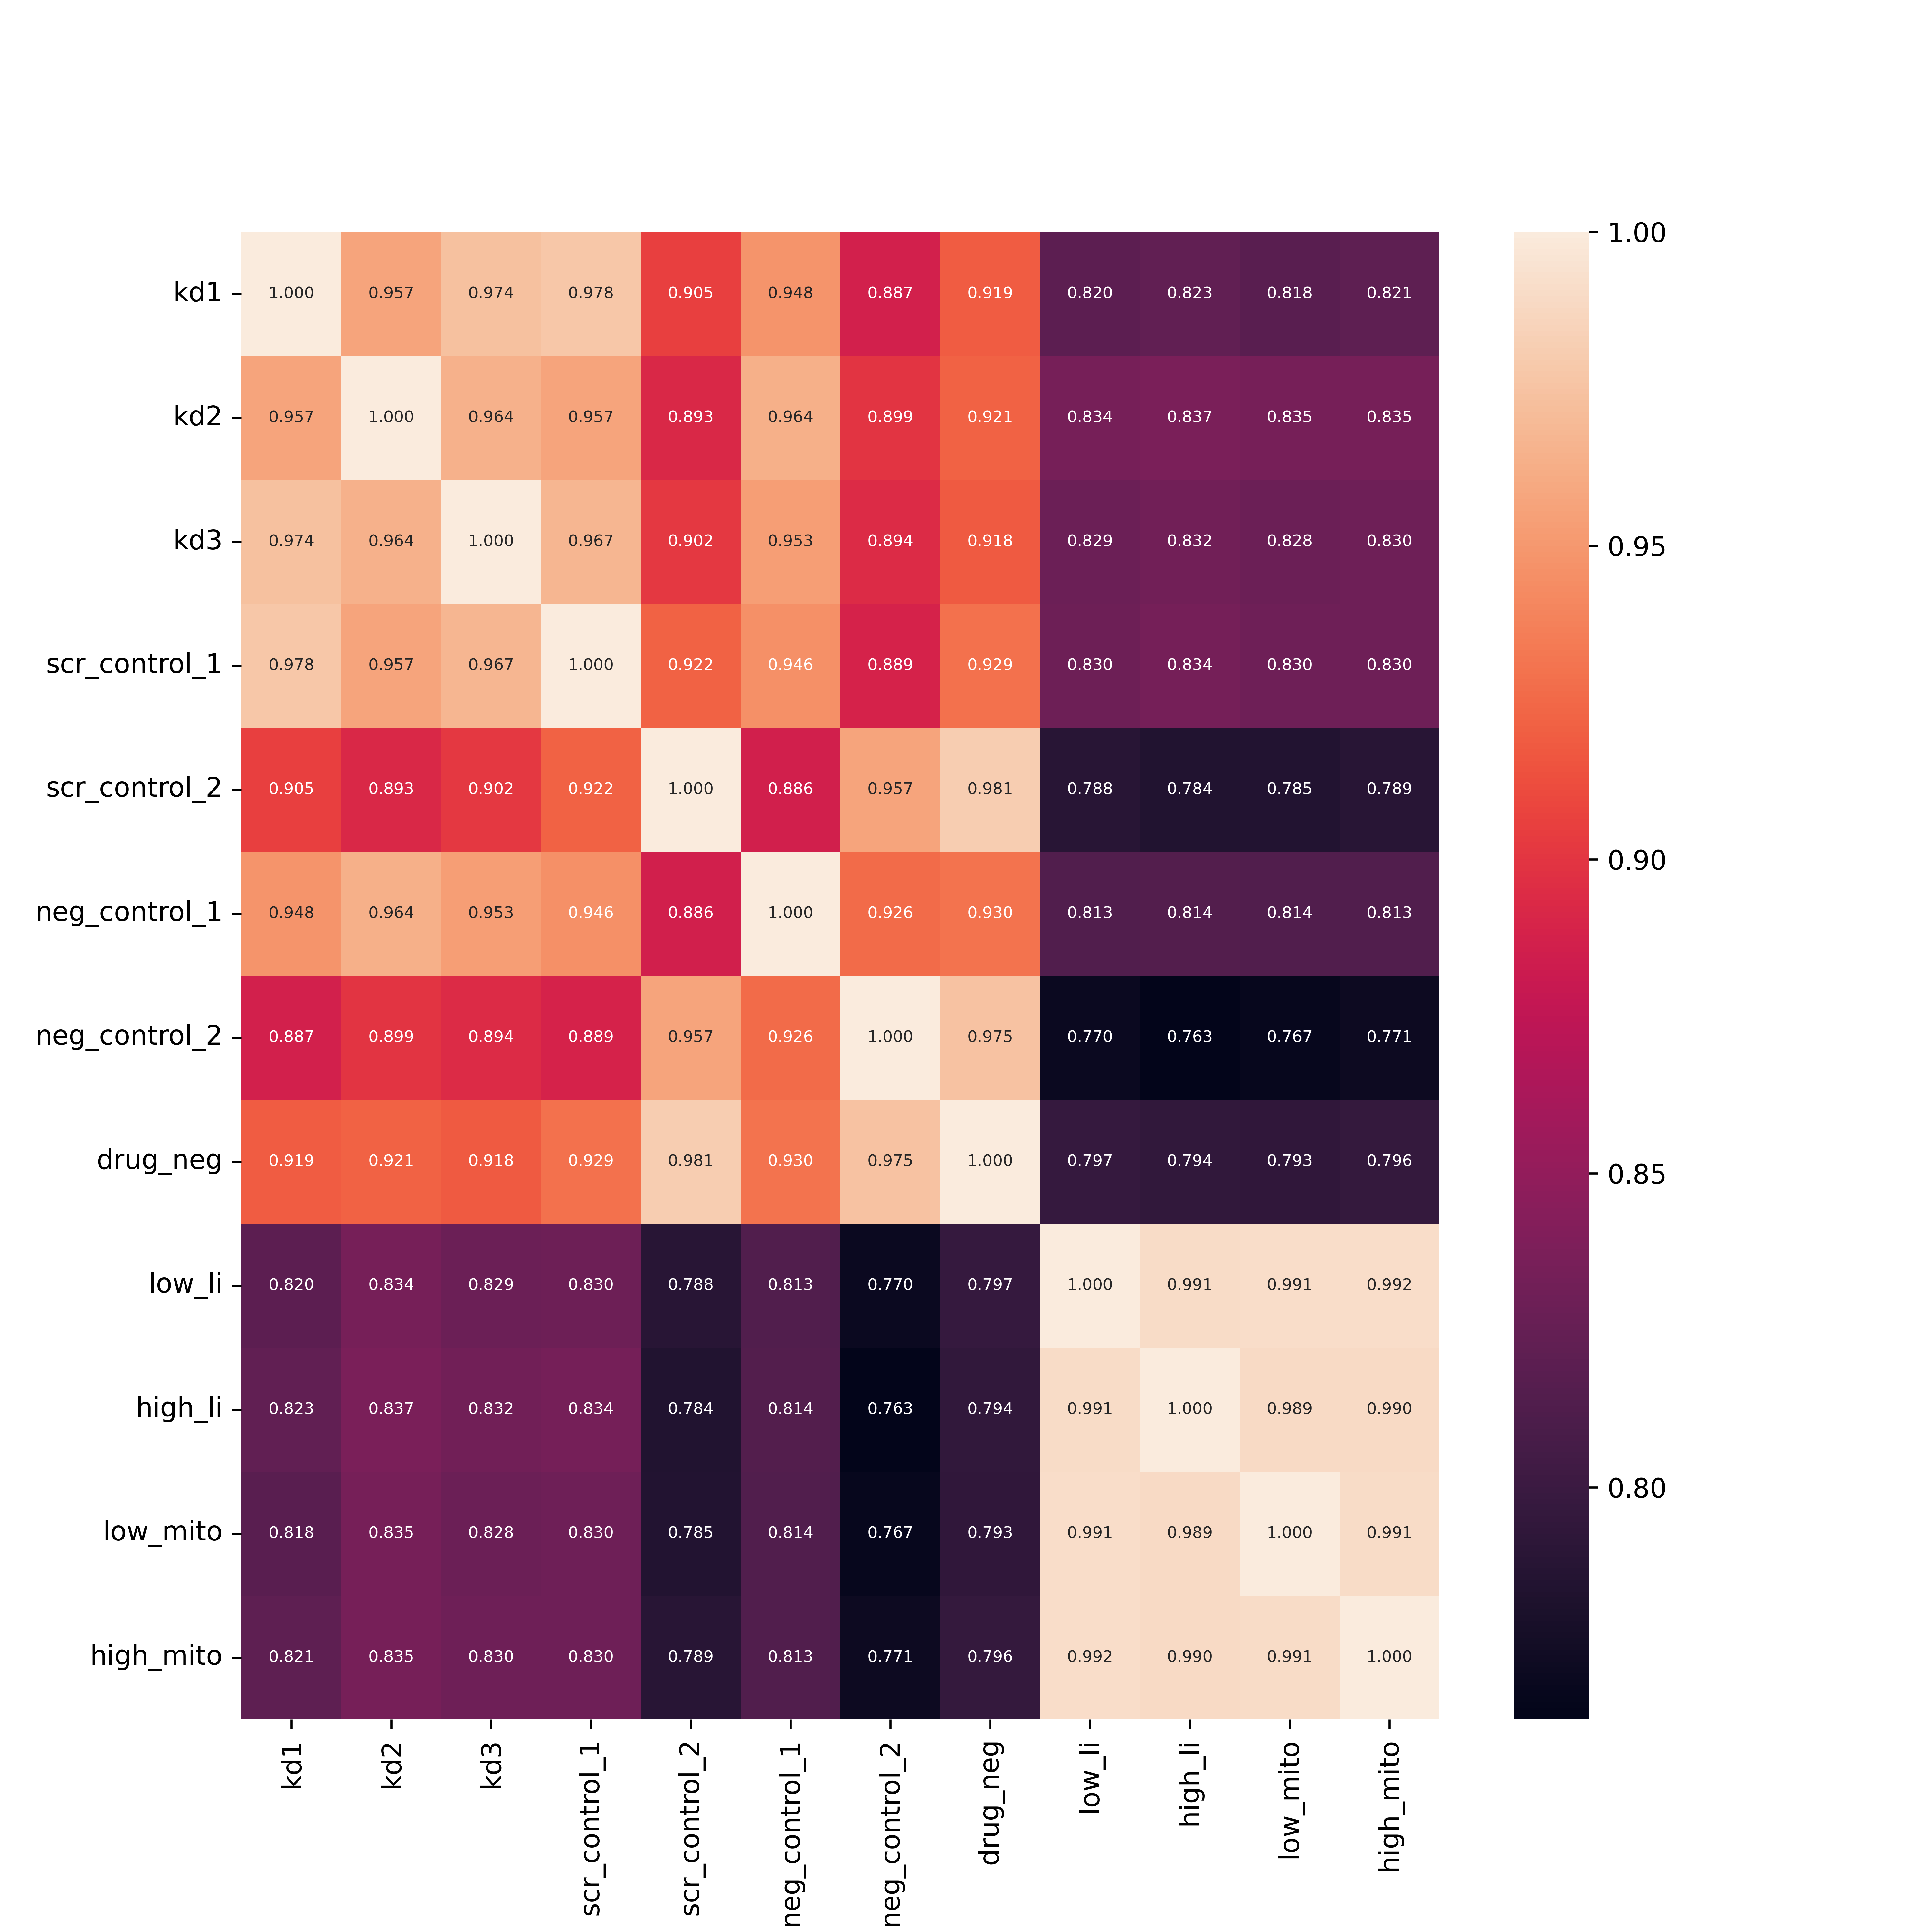 kd1 1.000 0.957 0.974 0.978 0.905 0.948 0.887 0.919 0.820 0.823 0.818 0.821
kd2 0.957 1.000 0.964 0.957 0.893 0.964 0.899 0.921 0.834 0.837 0.835 0.835
kd3 0.974 0.964 1.000 0.967 0.902 0.953 0.894 0.918 0.829 0.832 0.828 0.830
scr_control_1 0.978 0.957 0.967 1.000 0.922 0.946 0.889 0.929 0.830 0.834 0.830 0.830
scr_control_2 0.905 0.893 0.902 0.922 1.000 0.886 0.957 0.981 0.788 0.784 0.785 0.789
neg_control_1 0.948 0.964 0.953 0.946 0.886 1.000 0.926 0.930 0.813 0.814 0.814 0.813
neg_control_2 0.887 0.899 0.894 0.889 0.957 0.926 1.000 0.975 0.770 0.763 0.767 0.771
drug_neg 0.919 0.921 0.918 0.929 0.981 0.930 0.975 1.000 0.797 0.794 0.793 0.796
low_li 0.820 0.834 0.829 0.830 0.788 0.813 0.770 0.797 1.000 0.991 0.991 0.992
high_li 0.823 0.837 0.832 0.834 0.784 0.814 0.763 0.794 0.991 1.000 0.989 0.990
low_mito 0.818 0.835 0.828 0.830 0.785 0.814 0.767 0.793 0.991 0.989 1.000 0.991
high_mito 0.821 0.835 0.830 0.830 0.789 0.813 0.771 0.796 0.992 0.990 0.991 1.000
kd1 kd2 kd3 scr_control_1 scr_control_2 neg_control_1 neg_control_2 drug_neg low_li high_li low_mito high_mito
1.00
0.95
0.90
0.85
0.80